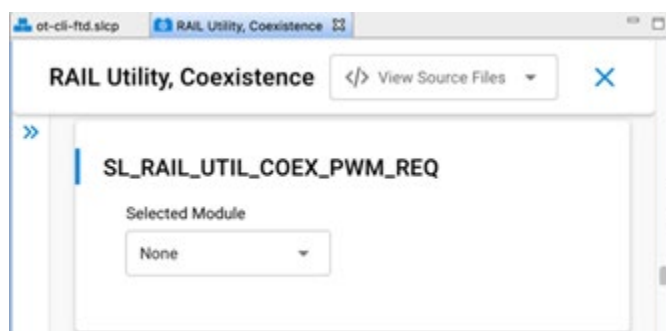 ot-cli-ftd.slcp RAIL Utility, Coexistence
RAIL Utility, Coexistence </> View Source Files
SL_RAIL_UTIL_COEX_PWM_REQ
Selected Module
None